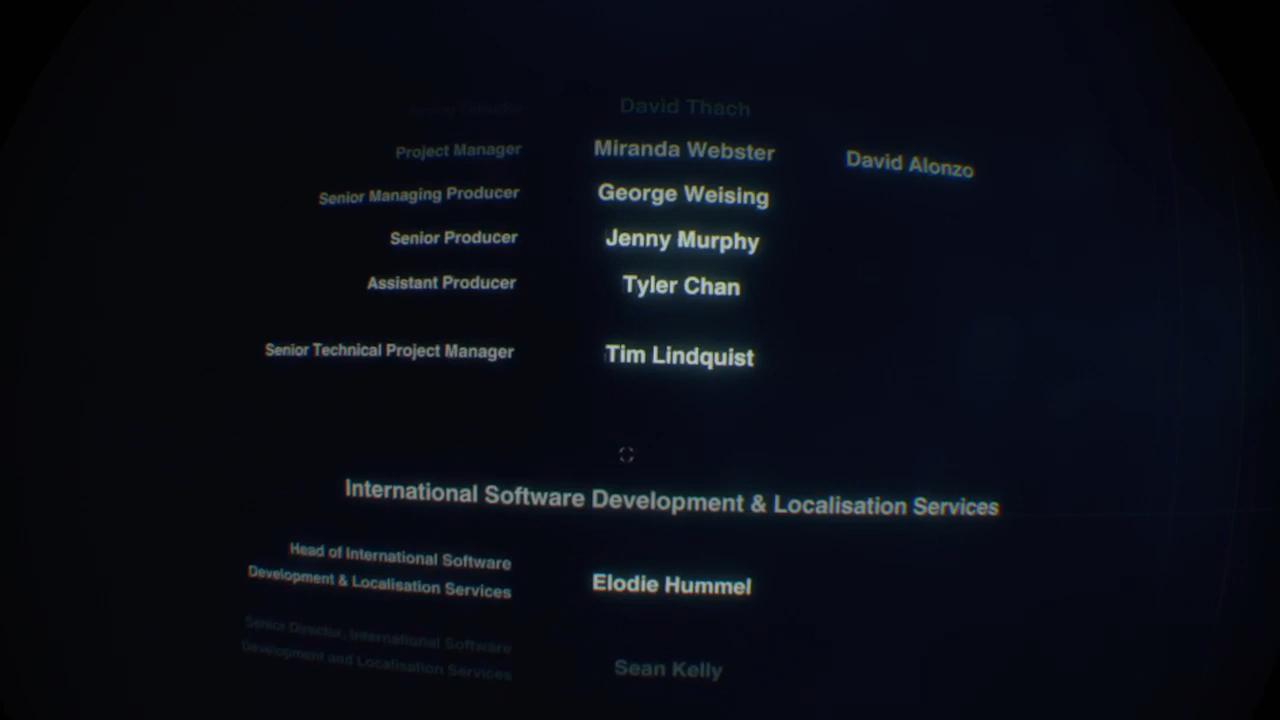 David Thach
Project Manager Miranda Webster David Alonzo
Senior Managing Producer George Weising
Senior Producer Jenny Murphy
Assistant Producer Tyler Chan
Senior Technical Project Manager Tim Lindquist
International Software Development & Localisation Services
Head of International Software
Development & Localisation Services Elodie Hummel
Senior Director, International Software
Development and Localisation Services Sean Kelly